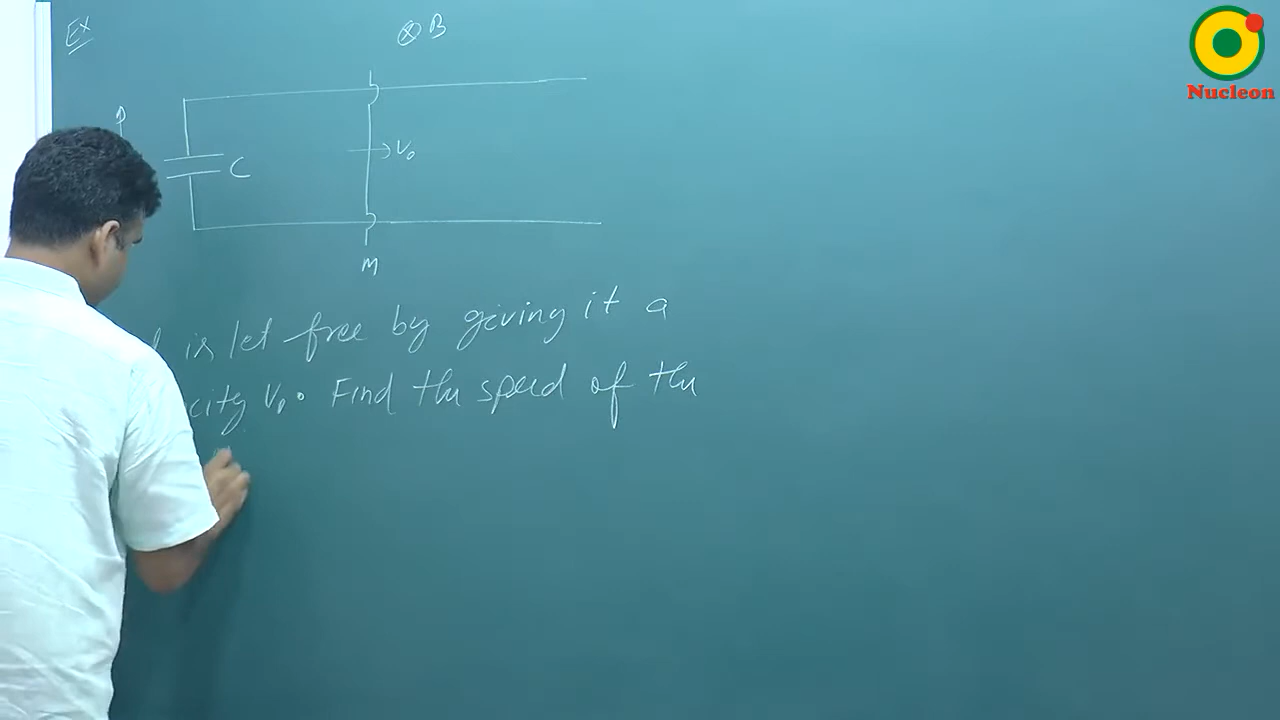 Ex
⊗ B
C
V₀
M
is let free by giving it a
city V₀. Find the speed of the
Nucleon